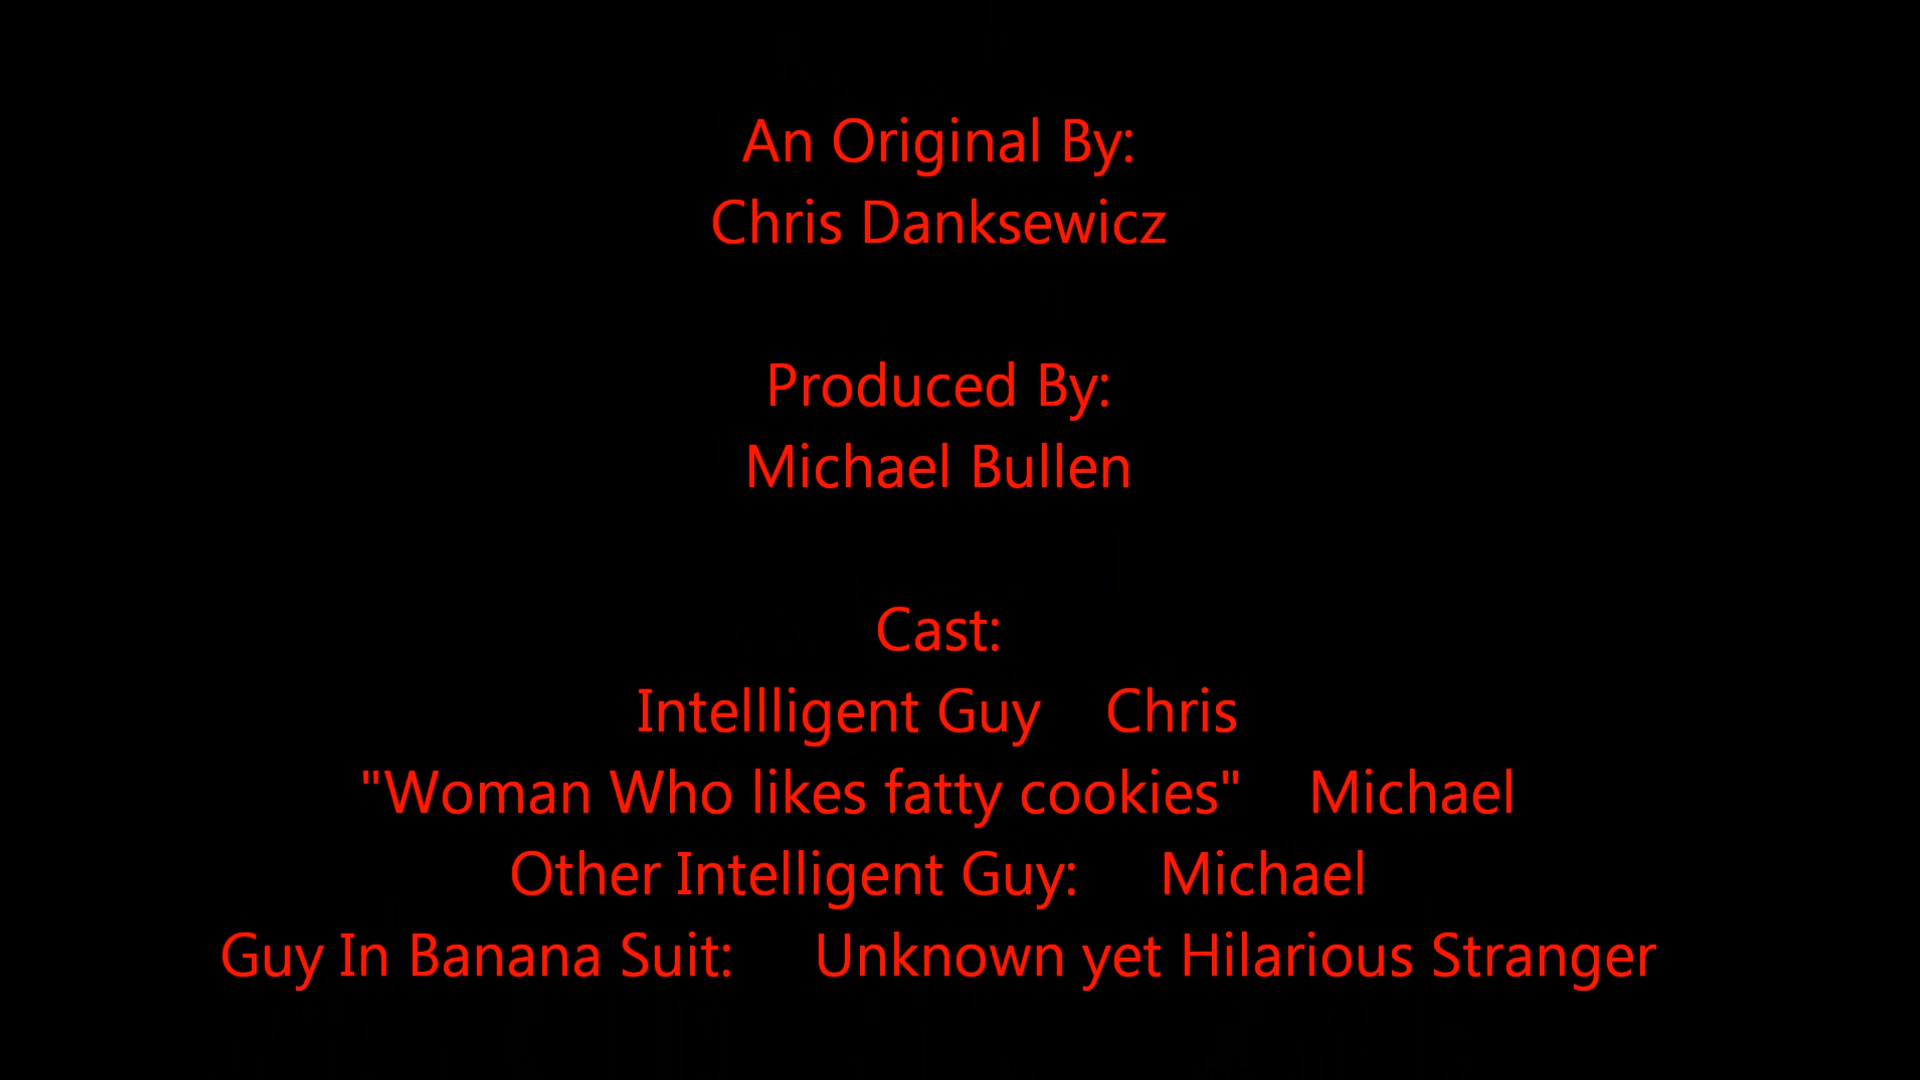 An Original By:
Chris Danksewicz
Produced By:
Michael Bullen
Cast:
Intellligent Guy Chris
"Woman Who likes fatty cookies" Michael
Other Intelligent Guy: Michael
Guy In Banana Suit: Unknown yet Hilarious Stranger